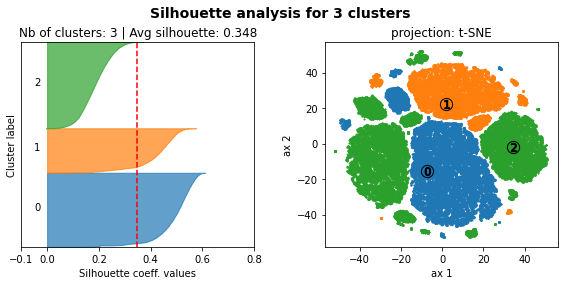 Silhouette analysis for 3 clusters
Nb of clusters: 3 | Avg silhouette: 0.348
Cluster label
2
1
0
−0.1 0.0 0.2 0.4 0.6 0.8
Silhouette coeff. values
projection: t-SNE
ax 2
40
20
0
−20
−40
1
2
0
−40 −20 0 20 40
ax 1